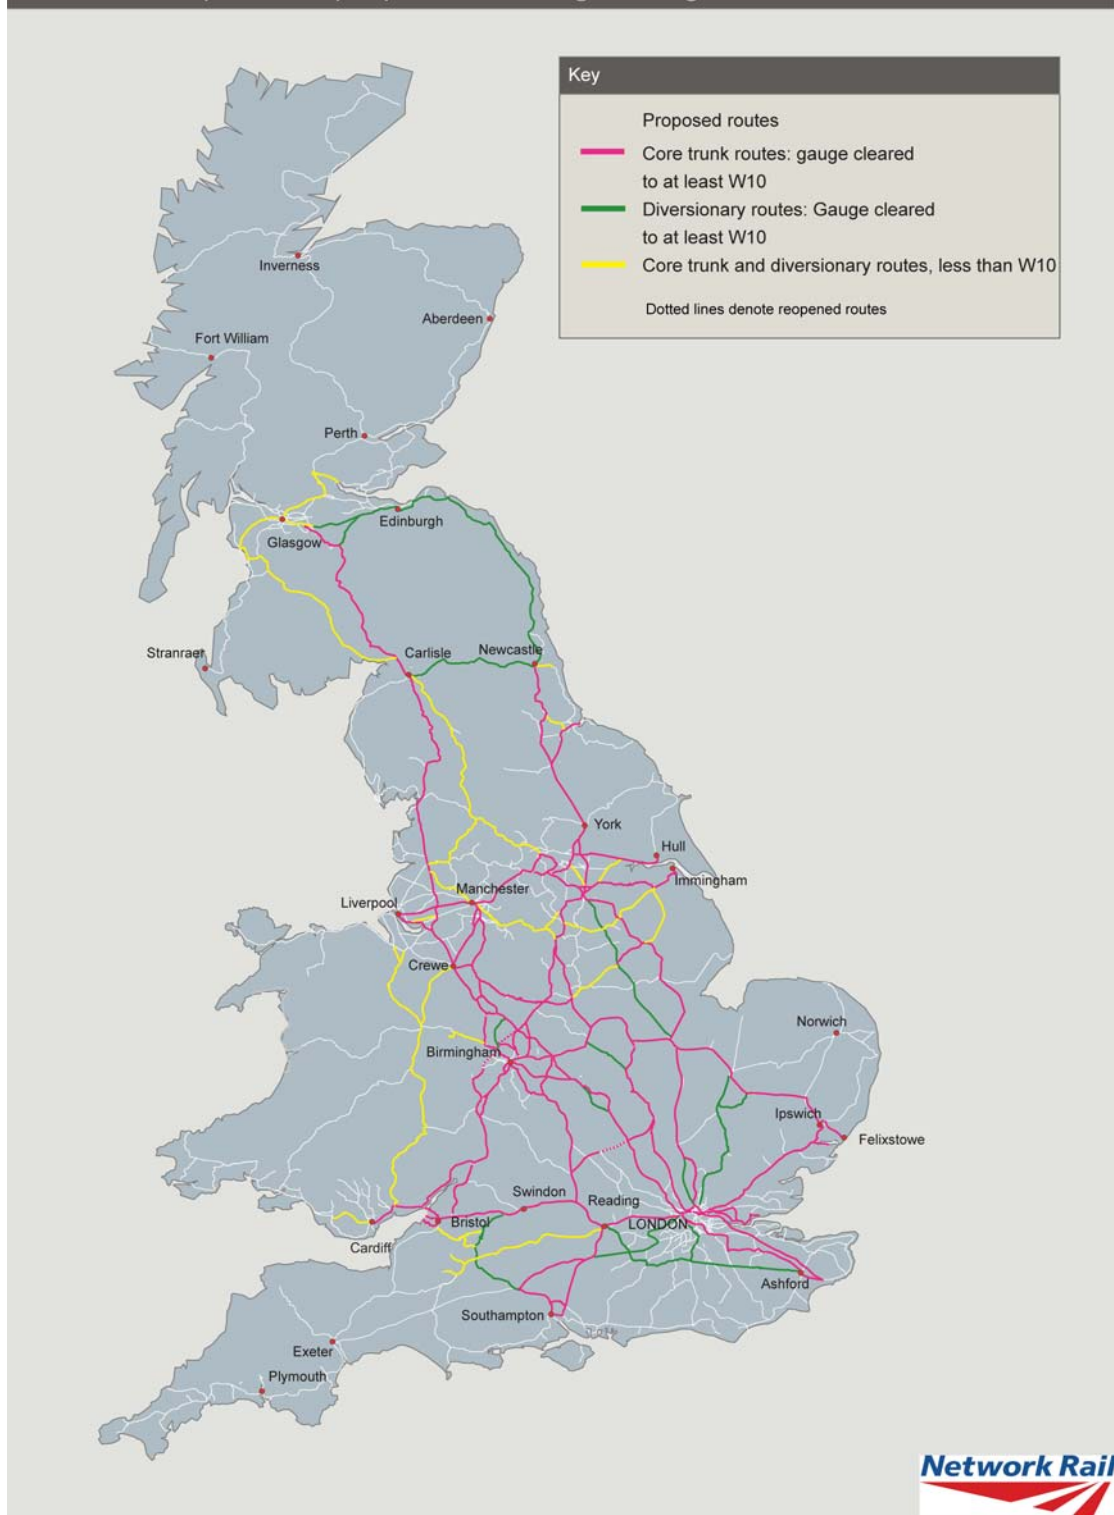 Key
Proposed routes
Core trunk routes: gauge cleared
to at least W10
Diversionary routes: Gauge cleared
to at least W10
Core trunk and diversionary routes, less than W10
Dotted lines denote reopened routes
Inverness
Aberdeen
Fort William
Perth
Edinburgh
Glasgow
Stranraer
Carlisle
Newcastle
York
Hull
Immingham
Manchester
Liverpool
Crewe
Norwich
Birmingham
Ipswich
Felixstowe
Swindon
Reading
Bristol
LONDON
Cardiff
Ashford
Southampton
Exeter
Plymouth
Network Rail